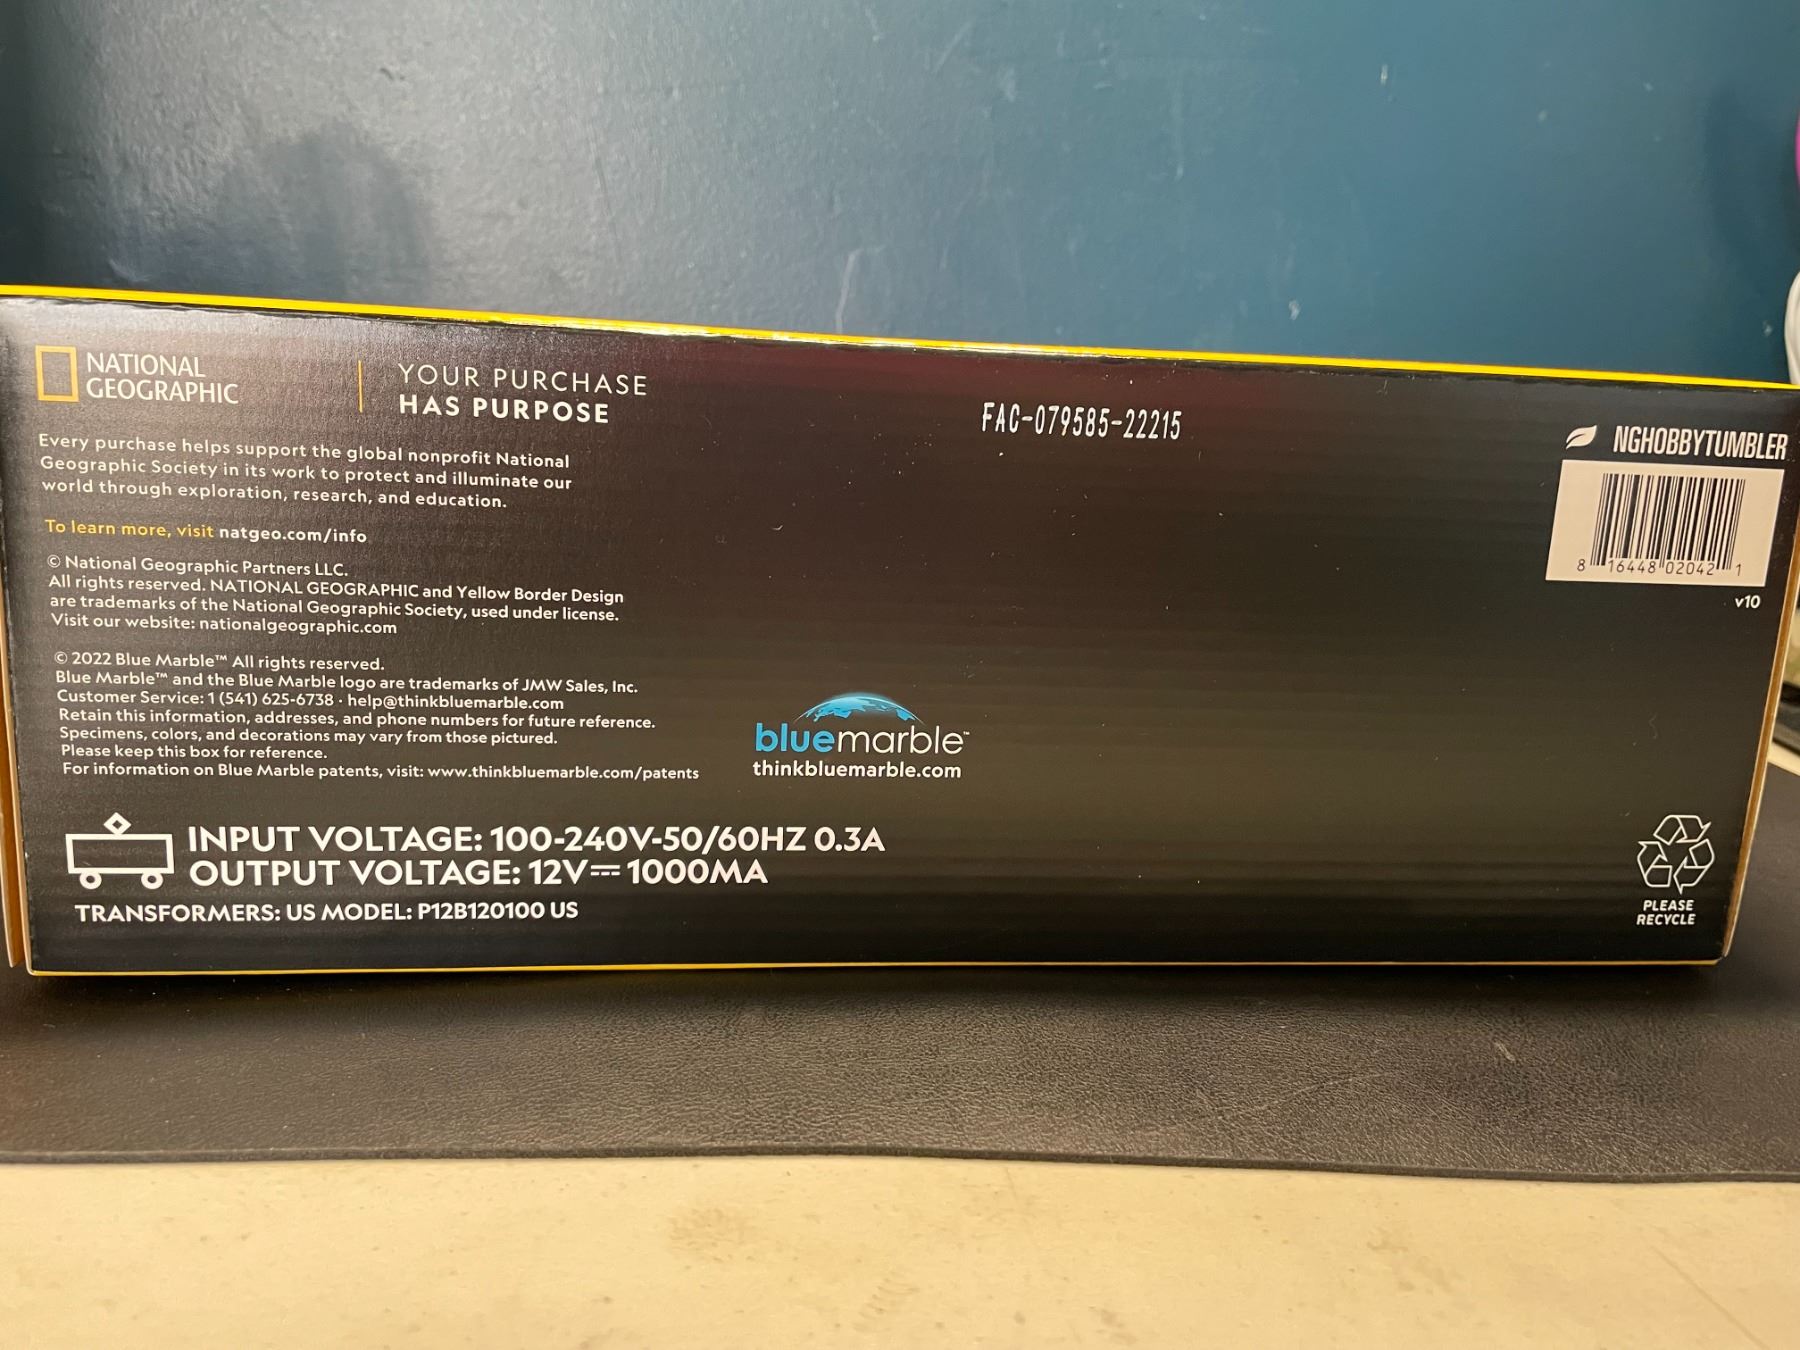 NATIONAL
GEOGRAPHIC
YOUR PURCHASE
HAS PURPOSE
Every purchase helps support the global nonprofit National
Geographic Society in its work to protect and illuminate our
world through exploration, research, and education.
To learn more, visit natgeo.com/info
© National Geographic Partners LLC.
All rights reserved. NATIONAL GEOGRAPHIC and Yellow Border Design
are trademarks of the National Geographic Society, used under license.
Visit our website: nationalgeographic.com
© 2022 Blue Marble™ All rights reserved.
Blue Marble™ and the Blue Marble logo are trademarks of JMW Sales, Inc.
Customer Service: 1 (541) 625-6738 · help@thinkbluemarble.com
Retain this information, addresses, and phone numbers for future reference.
Specimens, colors, and decorations may vary from those pictured.
Please keep this box for reference.
For information on Blue Marble patents, visit: www.thinkbluemarble.com/patents
bluemarble™
thinkbluemarble.com
INPUT VOLTAGE: 100-240V-50/60HZ 0.3A
OUTPUT VOLTAGE: 12V⎓1000MA
TRANSFORMERS: US MODEL: P12B120100 US
FAC-079585-22215
NGHOBBYTUMBLER
8 16448 02042 1
v10
PLEASE
RECYCLE